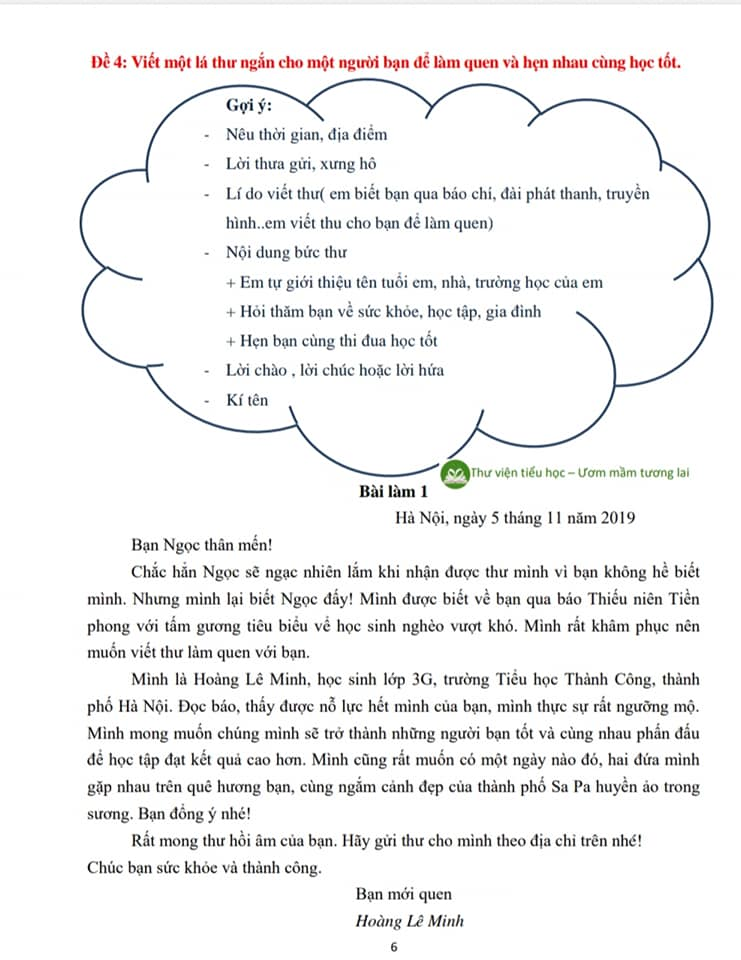 Đề 4: Viết một lá thư ngắn cho một người bạn để làm quen và hẹn nhau cùng học tốt.
Gợi ý:
- Nêu thời gian, địa điểm
- Lời thưa gửi, xưng hô
- Lí do viết thư( em biết bạn qua báo chí, đài phát thanh, truyền
hình..em viết thu cho bạn để làm quen)
- Nội dung bức thư
+ Em tự giới thiệu tên tuổi em, nhà, trường học của em
+ Hỏi thăm bạn về sức khỏe, học tập, gia đình
+ Hẹn bạn cùng thi đua học tốt
- Lời chào , lời chúc hoặc lời hứa
- Kí tên
Thư viện tiểu học – Ươm mầm tương lai
Bài làm 1
Hà Nội, ngày 5 tháng 11 năm 2019
Bạn Ngọc thân mến!
Chắc hẳn Ngọc sẽ ngạc nhiên lắm khi nhận được thư mình vì bạn không hề biết
mình. Nhưng mình lại biết Ngọc đấy! Mình được biết về bạn qua báo Thiếu niên Tiền
phong với tấm gương tiêu biểu về học sinh nghèo vượt khó. Mình rất khâm phục nên
muốn viết thư làm quen với bạn.
Mình là Hoàng Lê Minh, học sinh lớp 3G, trường Tiểu học Thành Công, thành
phố Hà Nội. Đọc báo, thấy được nỗ lực hết mình của bạn, mình thực sự rất ngưỡng mộ.
Mình mong muốn chúng mình sẽ trở thành những người bạn tốt và cùng nhau phấn đấu
để học tập đạt kết quả cao hơn. Mình cũng rất muốn có một ngày nào đó, hai đứa mình
gặp nhau trên quê hương bạn, cùng ngắm cảnh đẹp của thành phố Sa Pa huyền ảo trong
sương. Bạn đồng ý nhé!
Rất mong thư hồi âm của bạn. Hãy gửi thư cho mình theo địa chỉ trên nhé!
Chúc bạn sức khỏe và thành công.
Bạn mới quen
Hoàng Lê Minh
6